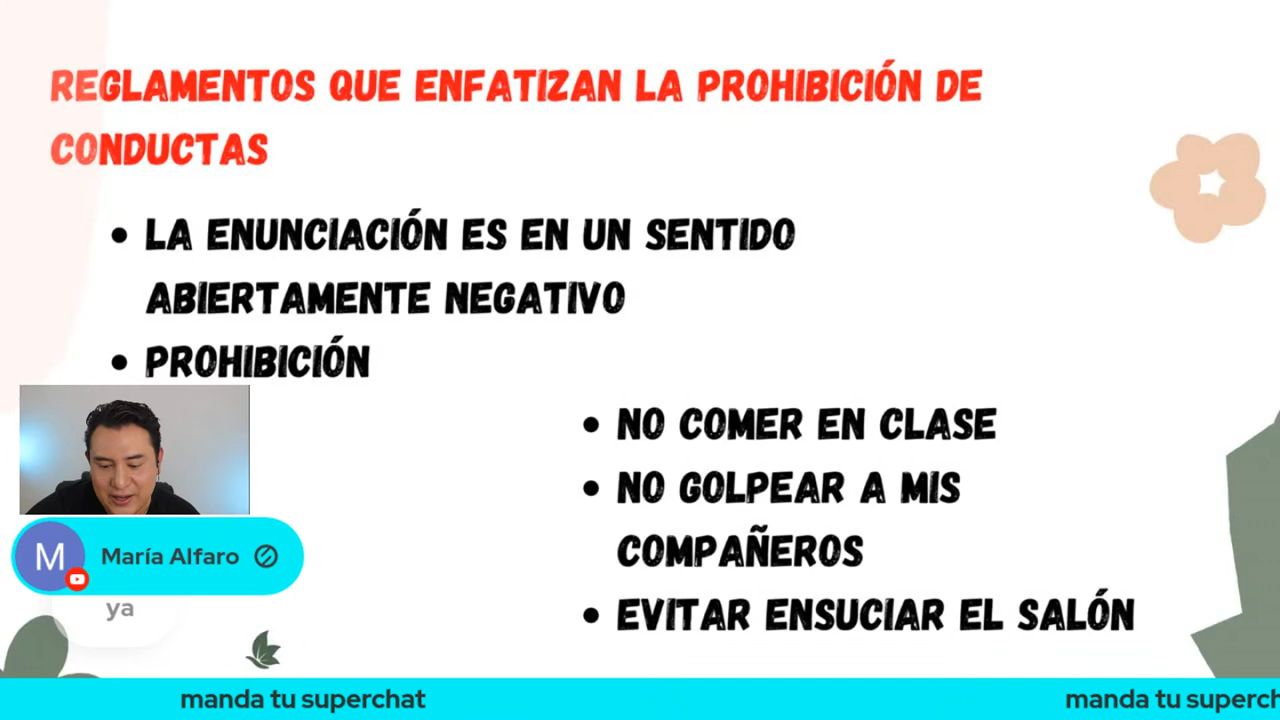 REGLAMENTOS QUE ENFATIZAN LA PROHIBICIÓN DE
CONDUCTAS
• LA ENUNCIACIÓN ES EN UN SENTIDO
ABIERTAMENTE NEGATIVO
• PROHIBICIÓN
• NO COMER EN CLASE
• NO GOLPEAR A MIS
COMPAÑEROS
• EVITAR ENSUCIAR EL SALÓN
M María Alfaro
ya
manda tu superchat manda tu superch